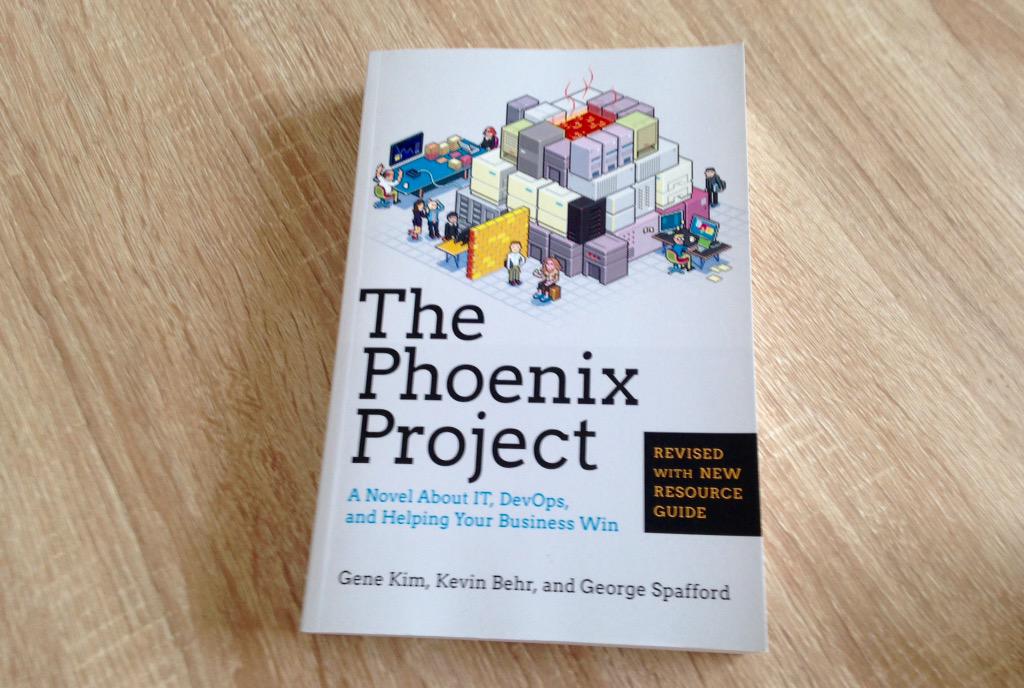 The
Phoenix
Project
REVISED
WITH NEW
RESOURCE
GUIDE
A Novel About IT, DevOps,
and Helping Your Business Win
Gene Kim, Kevin Behr, and George Spafford